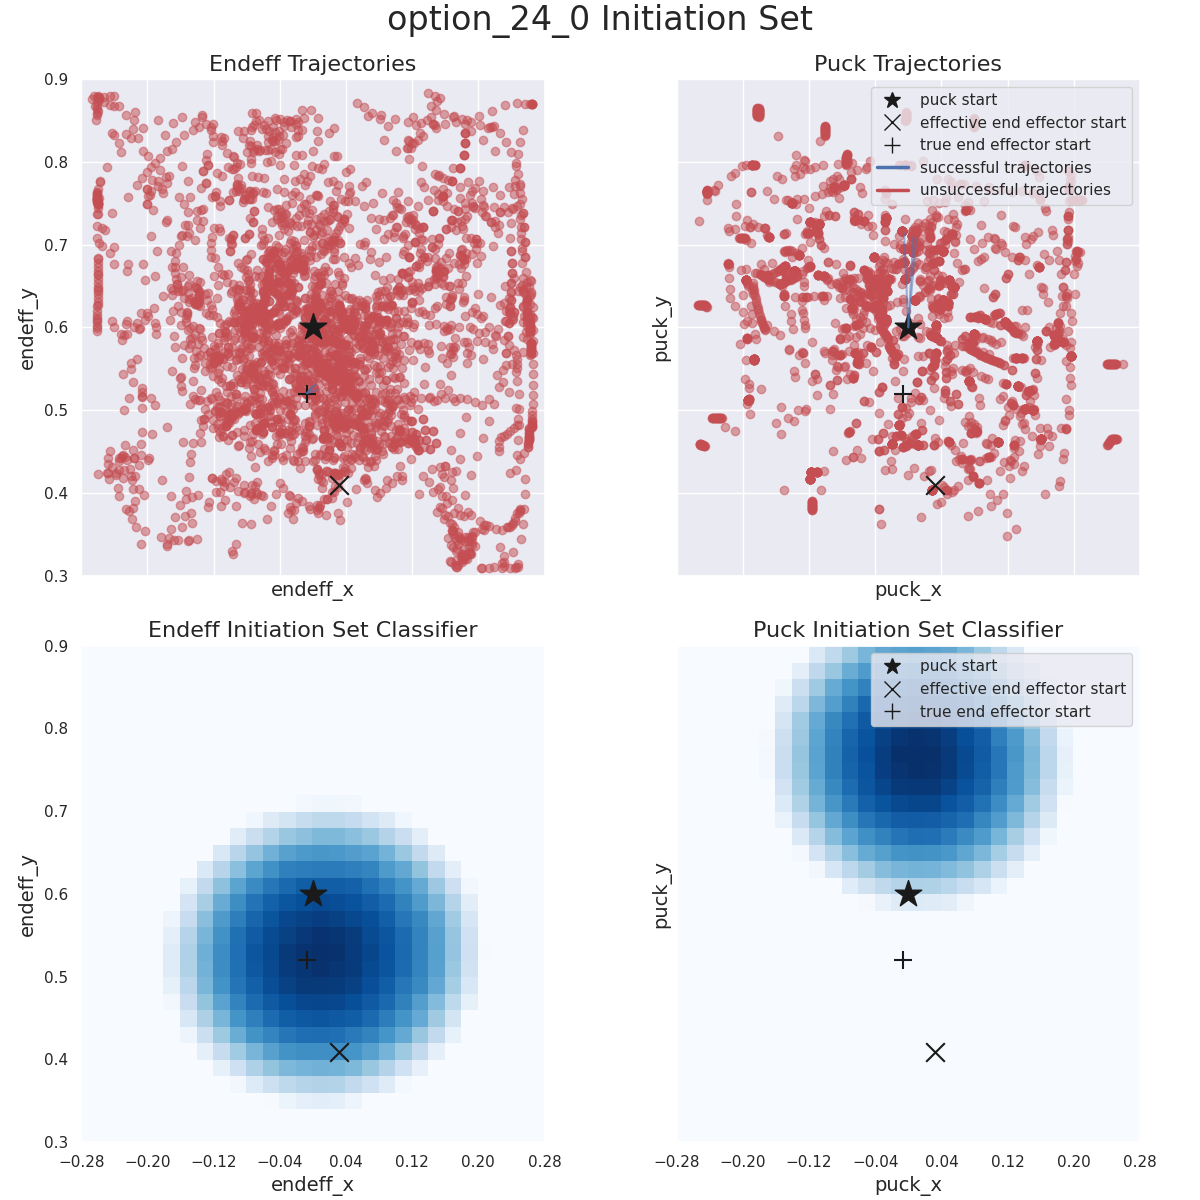 option_24_0 Initiation Set
Endeff Trajectories
Puck Trajectories
0.9
0.8
0.7
0.6
0.5
0.4
0.3
endeff_y
endeff_x
puck_y
puck_x
puck start
effective end effector start
true end effector start
successful trajectories
unsuccessful trajectories
Endeff Initiation Set Classifier
Puck Initiation Set Classifier
0.9
0.8
0.7
0.6
0.5
0.4
0.3
endeff_y
−0.28 −0.20 −0.12 −0.04 0.04 0.12 0.20 0.28
endeff_x
puck_y
puck start
effective end effector start
true end effector start
−0.28 −0.20 −0.12 −0.04 0.04 0.12 0.20 0.28
puck_x